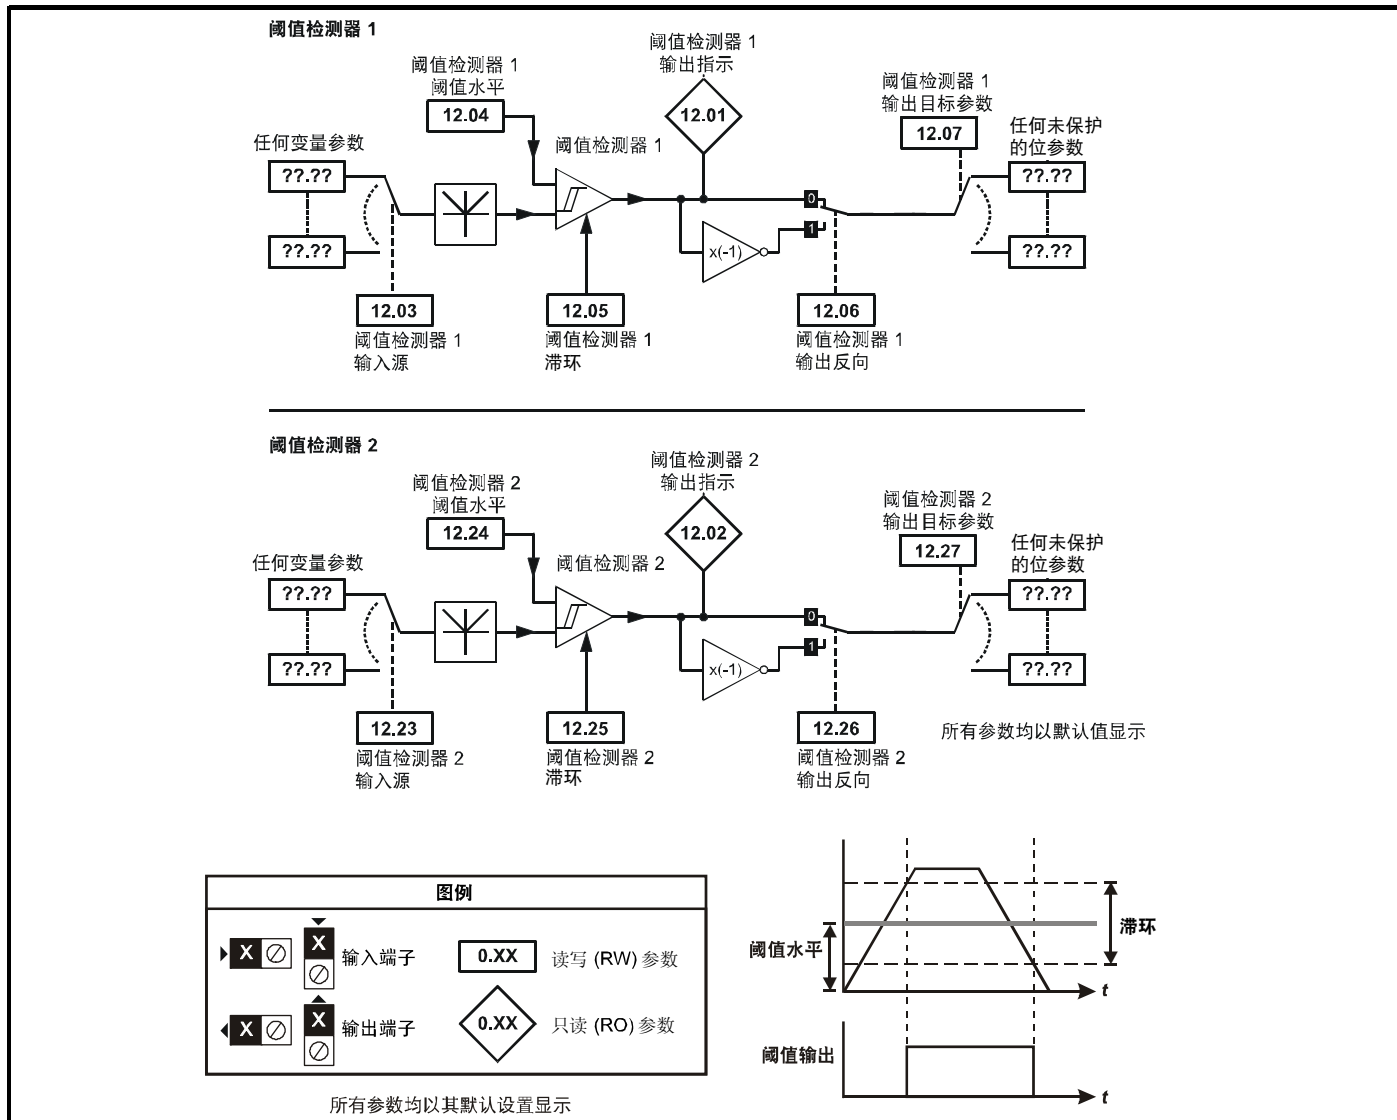 阈值检测器 1
阈值检测器 1
输出指示
阈值检测器 1
阈值水平
阈值检测器 1
输出目标参数
12.04
12.01
12.07
任何未保护
的位参数
任何变量参数
阈值检测器 1
??.??
??.??
0
1
x(-1)
??.??
??.??
12.03
12.05
12.06
阈值检测器 1
输入源
阈值检测器 1
滞环
阈值检测器 1
输出反向
阈值检测器 2
阈值检测器 2
输出指示
阈值检测器 2
阈值水平
阈值检测器 2
输出目标参数
12.24
12.02
12.27
任何未保护
的位参数
任何变量参数
阈值检测器 2
??.??
??.??
0
1
x(-1)
??.??
??.??
12.23
12.25
12.26
所有参数均以默认值显示
阈值检测器 2
输入源
阈值检测器 2
滞环
阈值检测器 2
输出反向
图例
X
X
输入端子
0.XX
读写 (RW) 参数
X
X
输出端子
0.XX
只读 (RO) 参数
所有参数均以其默认设置显示
阈值水平
滞环
t
阈值输出
t